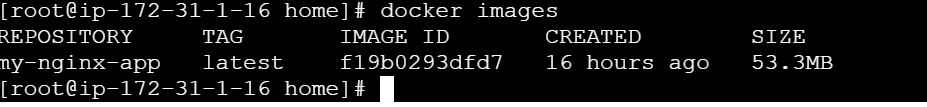 [root@ip-172-31-1-16 home]# docker images
REPOSITORY TAG IMAGE ID CREATED SIZE
my-nginx-app latest f19b0293dfd7 16 hours ago 53.3MB
[root@ip-172-31-1-16 home]#